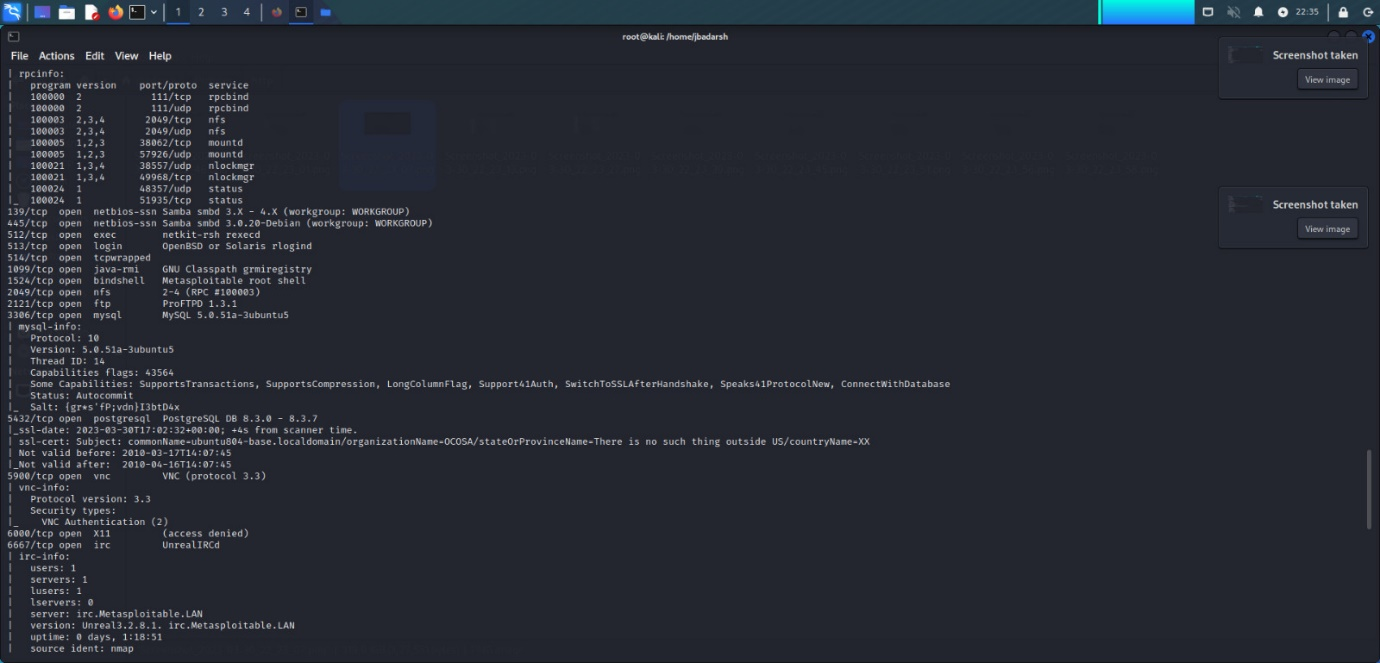 1 2 3 4 22:35
root@kali: /home/jbadarsh
File Actions Edit View Help
Screenshot taken
View image
Screenshot taken
View image
| rpcinfo:
|   program version    port/proto  service
|   100000  2            111/tcp   rpcbind
|   100000  2            111/udp   rpcbind
|   100003  2,3,4       2049/tcp   nfs
|   100003  2,3,4       2049/udp   nfs
|   100005  1,2,3      38062/tcp   mountd
|   100005  1,2,3      57926/udp   mountd
|   100021  1,3,4      38557/udp   nlockmgr
|   100021  1,3,4      49968/tcp   nlockmgr
|   100024  1          48357/udp   status
|_  100024  1          51935/tcp   status
139/tcp  open  netbios-ssn Samba smbd 3.X - 4.X (workgroup: WORKGROUP)
445/tcp  open  netbios-ssn Samba smbd 3.0.20-Debian (workgroup: WORKGROUP)
512/tcp  open  exec        netkit-rsh rexecd
513/tcp  open  login       OpenBSD or Solaris rlogind
514/tcp  open  tcpwrapped
1099/tcp open  java-rmi    GNU Classpath grmiregistry
1524/tcp open  bindshell   Metasploitable root shell
2049/tcp open  nfs         2-4 (RPC #100003)
2121/tcp open  ftp         ProFTPD 1.3.1
3306/tcp open  mysql       MySQL 5.0.51a-3ubuntu5
| mysql-info:
|   Protocol: 10
|   Version: 5.0.51a-3ubuntu5
|   Thread ID: 14
|   Capabilities flags: 43564
|   Some Capabilities: SupportsTransactions, SupportsCompression, LongColumnFlag, Support41Auth, SwitchToSSLAfterHandshake, Speaks41ProtocolNew, ConnectWithDatabase
|   Status: Autocommit
|_  Salt: {gr*s'fP;vdn}I3btD4x
5432/tcp open  postgresql  PostgreSQL DB 8.3.0 - 8.3.7
|_ssl-date: 2023-03-30T17:02:32+00:00; +4s from scanner time.
| ssl-cert: Subject: commonName=ubuntu804-base.localdomain/organizationName=OCOSA/stateOrProvinceName=There is no such thing outside US/countryName=XX
| Not valid before: 2010-03-17T14:07:45
|_Not valid after:  2010-04-16T14:07:45
5900/tcp open  vnc         VNC (protocol 3.3)
| vnc-info:
|   Protocol version: 3.3
|   Security types:
|_    VNC Authentication (2)
6000/tcp open  X11         (access denied)
6667/tcp open  irc         UnrealIRCd
| irc-info:
|   users: 1
|   servers: 1
|   lusers: 1
|   lservers: 0
|   server: irc.Metasploitable.LAN
|   version: Unreal3.2.8.1. irc.Metasploitable.LAN
|   uptime: 0 days, 1:18:51
|   source ident: nmap